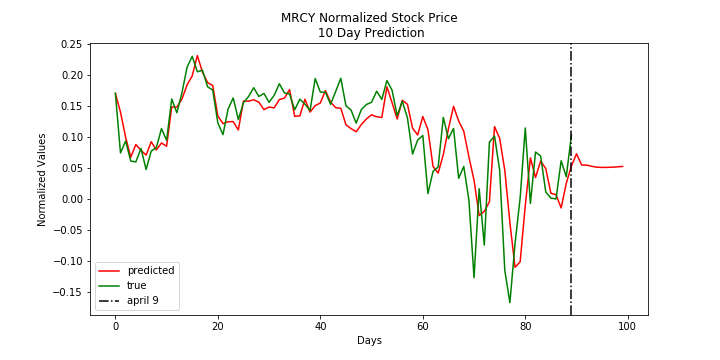 MRCY Normalized Stock Price
10 Day Prediction
Normalized Values
0.25
0.20
0.15
0.10
0.05
0.00
−0.05
−0.10
−0.15
predicted
true
april 9
0 20 40 60 80 100
Days